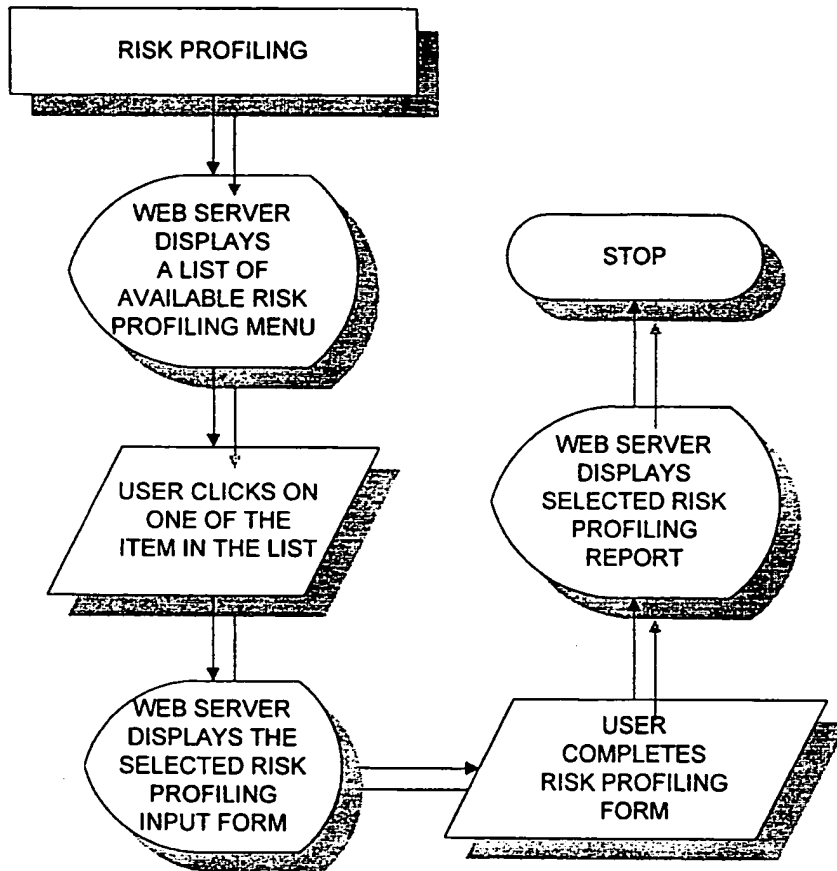 RISK PROFILING
WEB SERVER
DISPLAYS
A LIST OF
AVAILABLE RISK
PROFILING MENU
USER CLICKS ON
ONE OF THE
ITEM IN THE LIST
WEB SERVER
DISPLAYS THE
SELECTED RISK
PROFILING
INPUT FORM
USER
COMPLETES
RISK PROFILING
FORM
WEB SERVER
DISPLAYS
SELECTED RISK
PROFILING
REPORT
STOP